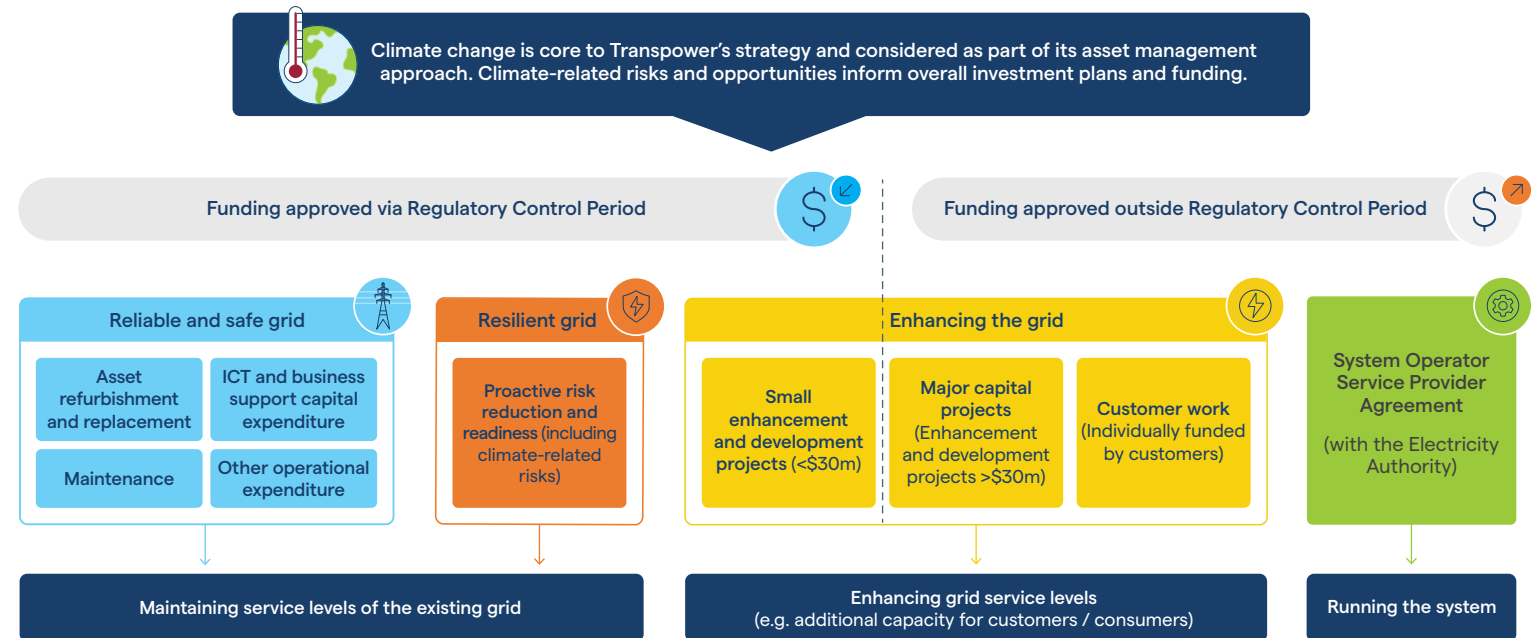 Climate change is core to Transpower’s strategy and considered as part of its asset management
approach. Climate-related risks and opportunities inform overall investment plans and funding.
Funding approved via Regulatory Control Period
$
Funding approved outside Regulatory Control Period
$
Reliable and safe grid
Asset
refurbishment
and replacement
ICT and business
support capital
expenditure
Maintenance
Other operational
expenditure
Resilient grid
Proactive risk
reduction and
readiness (including
climate-related
risks)
Enhancing the grid
Small
enhancement
and development
projects (<$30m)
Major capital
projects
(Enhancement
and development
projects >$30m)
Customer work
(Individually funded
by customers)
System Operator
Service Provider
Agreement
(with the Electricity
Authority)
Maintaining service levels of the existing grid
Enhancing grid service levels
(e.g. additional capacity for customers / consumers)
Running the system